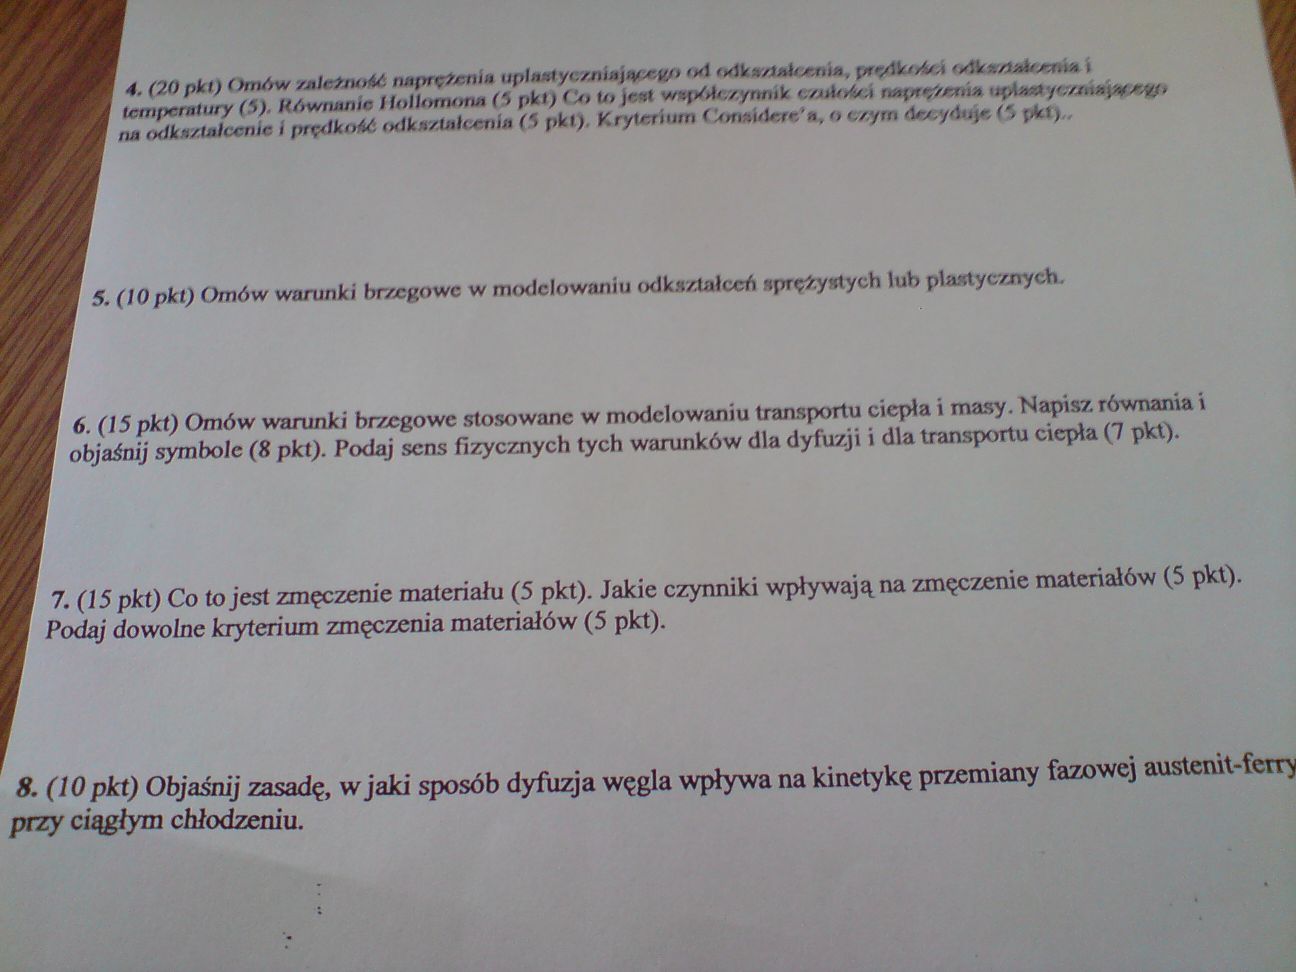 4. (20 pkt) Omów zależność naprężenia uplastyczniającego od odkształcenia, prędkości odkształcenia i
temperatury (5). Równanie Hollomona (5 pkt) Co to jest współczynnik czułości naprężenia uplastyczniającego
na odkształcenie i prędkość odkształcenia (5 pkt). Kryterium Considere'a, o czym decyduje (5 pkt)..
5. (10 pkt) Omów warunki brzegowe w modelowaniu odkształceń sprężystych lub plastycznych.
6. (15 pkt) Omów warunki brzegowe stosowane w modelowaniu transportu ciepła i masy. Napisz równania i
objaśnij symbole (8 pkt). Podaj sens fizycznych tych warunków dla dyfuzji i dla transportu ciepła (7 pkt).
7. (15 pkt) Co to jest zmęczenie materiału (5 pkt). Jakie czynniki wpływają na zmęczenie materiałów (5 pkt).
Podaj dowolne kryterium zmęczenia materiałów (5 pkt).
8. (10 pkt) Objaśnij zasadę, w jaki sposób dyfuzja węgla wpływa na kinetykę przemiany fazowej austenit-ferry
przy ciągłym chłodzeniu.